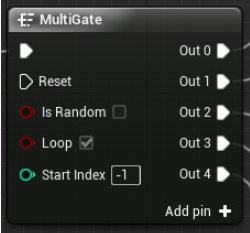 MultiGate
Out 0
Reset Out 1
Is Random Out 2
Loop Out 3
Start Index -1 Out 4
Add pin +